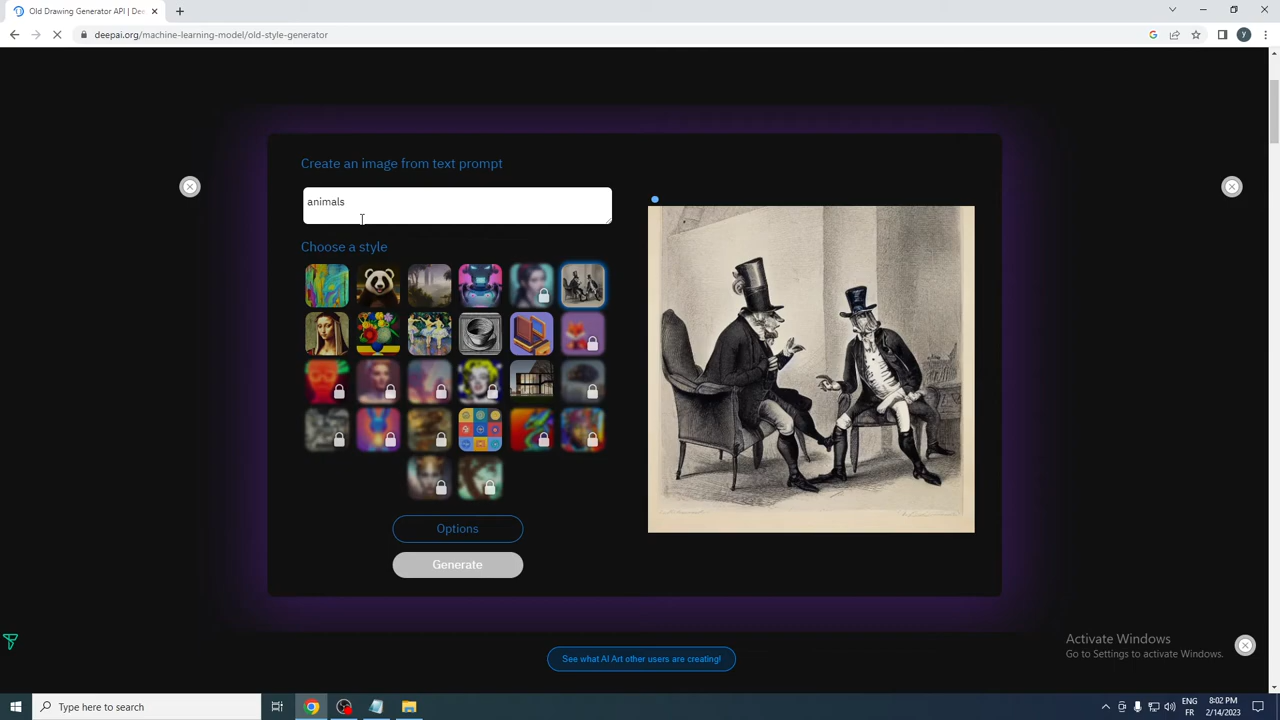 Old Drawing Generator API | Dee
deepai.org/machine-learning-model/old-style-generator
y
Create an image from text prompt
animals
Choose a style
Options
Generate
See what AI Art other users are creating!
Activate Windows
Go to Settings to activate Windows.
Type here to search
ENG
FR
8:02 PM
2/14/2023